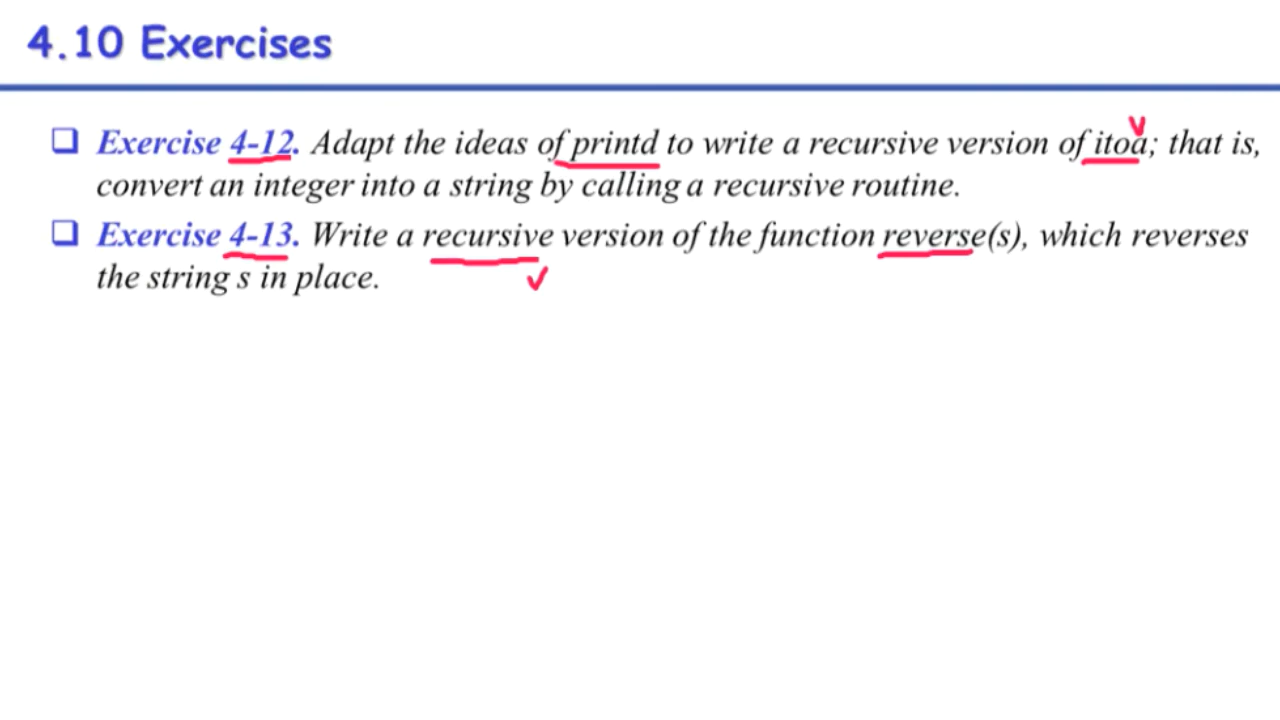 4.10 Exercises
❑ Exercise 4-12. Adapt the ideas of printd to write a recursive version of itoa; that is,
convert an integer into a string by calling a recursive routine.
❑ Exercise 4-13. Write a recursive version of the function reverse(s), which reverses
the string s in place.